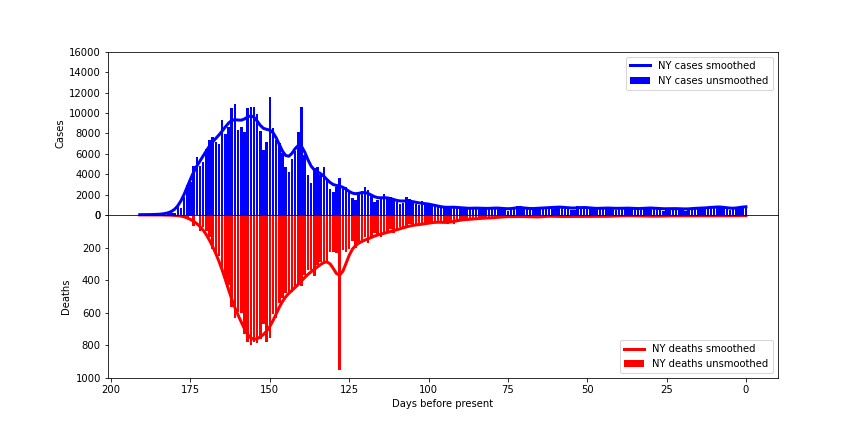 16000
14000
12000
10000
8000
6000
4000
2000
0
Cases
NY cases smoothed
NY cases unsmoothed
0
200
400
600
800
1000
Deaths
NY deaths smoothed
NY deaths unsmoothed
200 175 150 125 100 75 50 25 0
Days before present